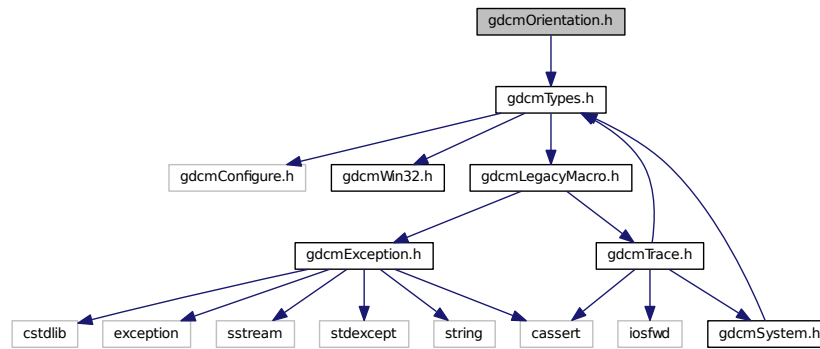 gdcmOrientation.h
gdcmTypes.h
gdcmConfigure.h
gdcmWin32.h
gdcmLegacyMacro.h
gdcmException.h
gdcmTrace.h
cstdlib
exception
sstream
stdexcept
string
cassert
iosfwd
gdcmSystem.h